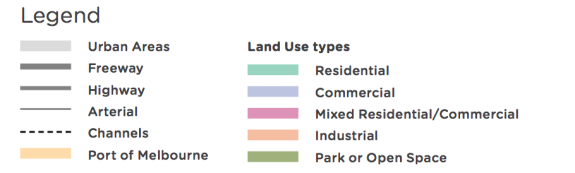 Legend
Urban Areas
Freeway
Highway
Arterial
Channels
Port of Melbourne
Land Use types
Residential
Commercial
Mixed Residential/Commercial
Industrial
Park or Open Space